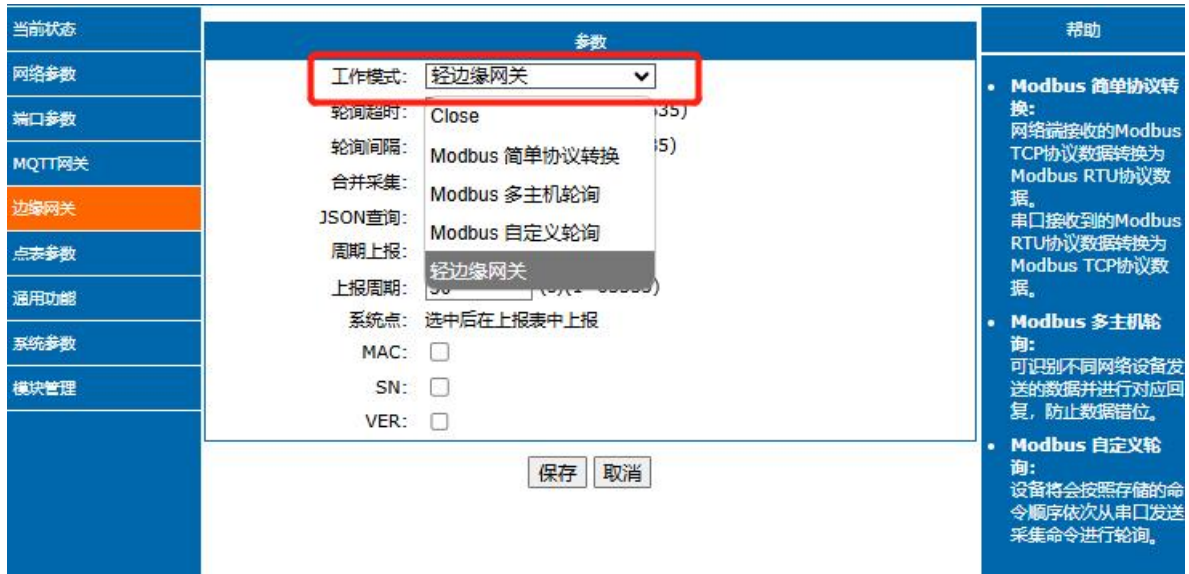 当前状态
网络参数
端口参数
MQTT网关
边缘网关
点表参数
通用功能
系统参数
模块管理
参数
工作模式: 轻边缘网关
轮询超时: 35)
Close
轮询间隔: 5)
Modbus 简单协议转换
合并采集:
Modbus 多主机轮询
JSON查询:
Modbus 自定义轮询
周期上报:
轻边缘网关
上报周期:
系统点: 选中后在上报表中上报
MAC:
SN:
VER:
保存 取消
帮助
• Modbus 简单协议转
换:
网络端接收的Modbus
TCP协议数据转换为
Modbus RTU协议数
据。
串口接收到的Modbus
RTU协议数据转换为
Modbus TCP协议数
据。
• Modbus 多主机轮
询:
可识别不同网络设备发
送的数据并进行对应回
复，防止数据错位。
• Modbus 自定义轮
询:
设备将会按照存储的命
令顺序依次从串口发送
采集命令进行轮询。